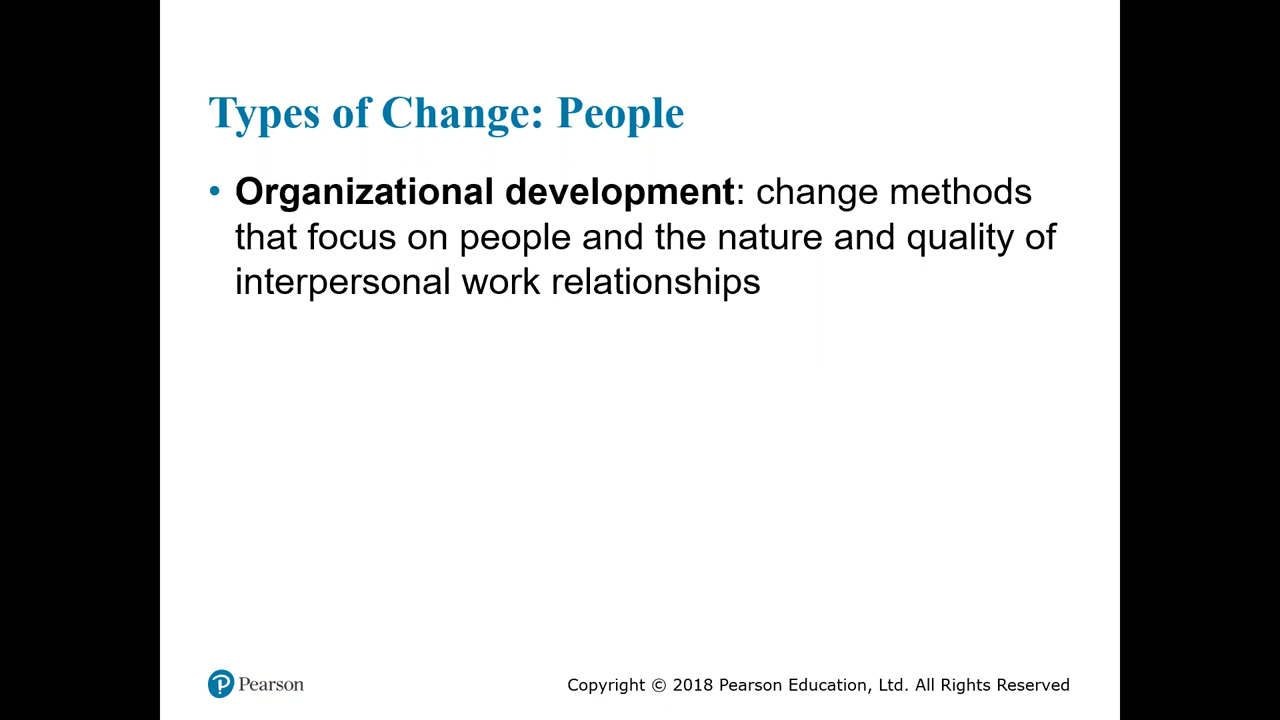 Types of Change: People
• Organizational development: change methods
that focus on people and the nature and quality of
interpersonal work relationships
Pearson
Copyright © 2018 Pearson Education, Ltd. All Rights Reserved